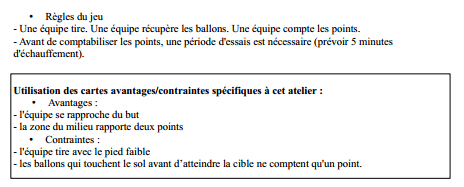 • Règles du jeu
- Une équipe tire. Une équipe récupère les ballons. Une équipe compte les points.
- Avant de comptabiliser les points, une période d'essais est nécessaire (prévoir 5 minutes
d'échauffement).
Utilisation des cartes avantages/contraintes spécifiques à cet atelier :
• Avantages :
- l'équipe se rapproche du but
- la zone du milieu rapporte deux points
• Contraintes :
- l'équipe tire avec le pied faible
- les ballons qui touchent le sol avant d’atteindre la cible ne comptent qu'un point.